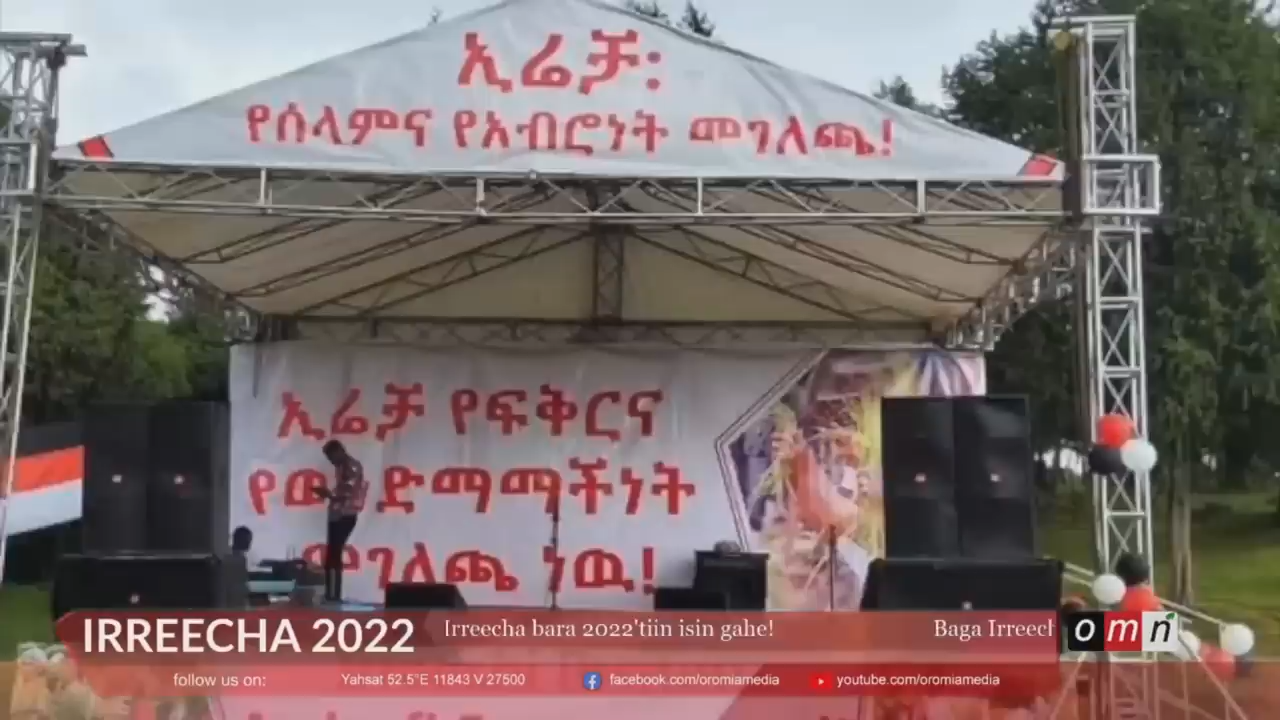 ኢሬቻ:
የሰላምና የአብሮነት መገለጫ!
ኢሬቻ የፍቅርና
መገለጫ ነዉ!
IRREECHA 2022
Irreecha bara 2022'tiin isin gahe!
Baga
omn
follow us on:
Yahsat 52.5°E 11843 V 27500
facebook.com/oromiamedia
youtube.com/oromiamedia